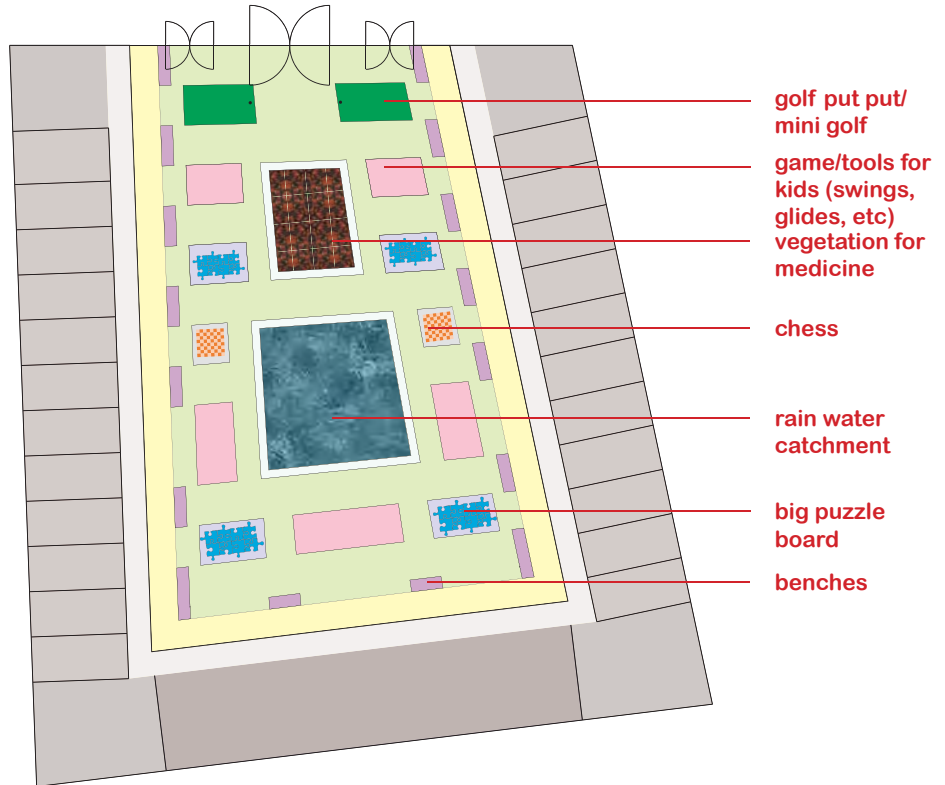 golf put put/
mini golf
game/tools for
kids (swings,
glides, etc)
vegetation for
medicine
chess
rain water
catchment
big puzzle
board
benches